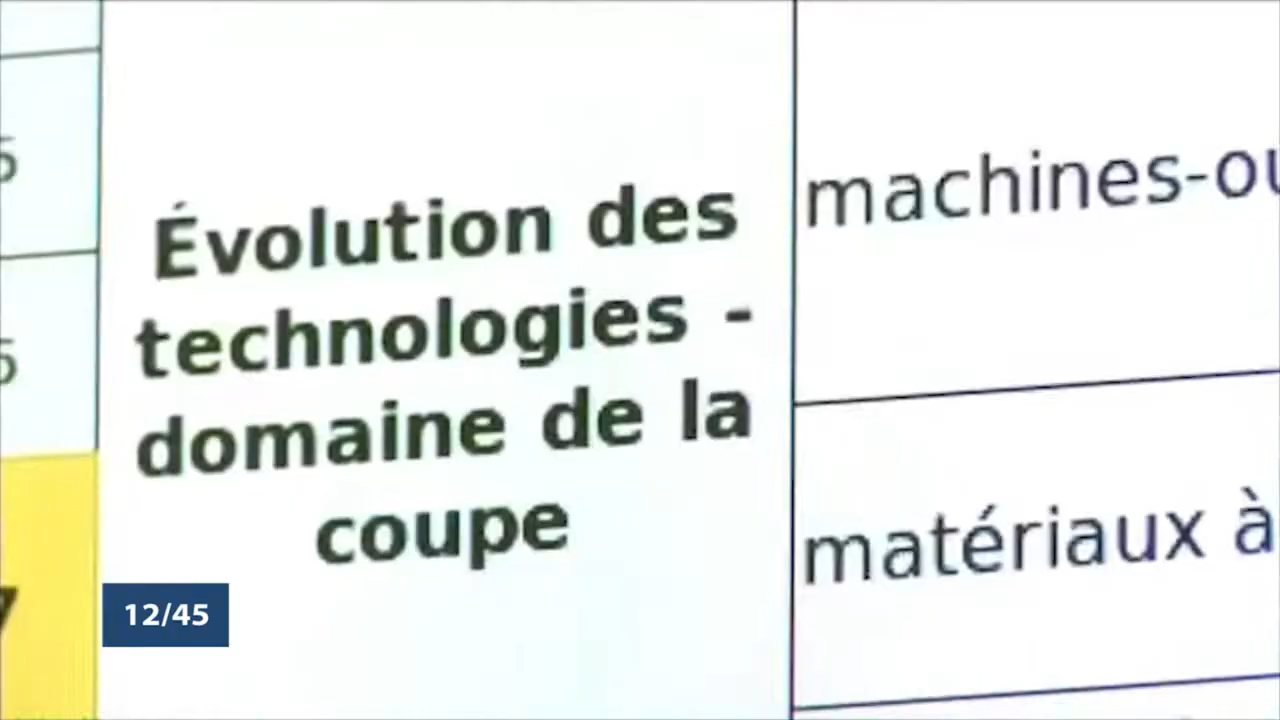 Évolution des
technologies -
domaine de la
coupe
machines-ou
matériaux à
12/45